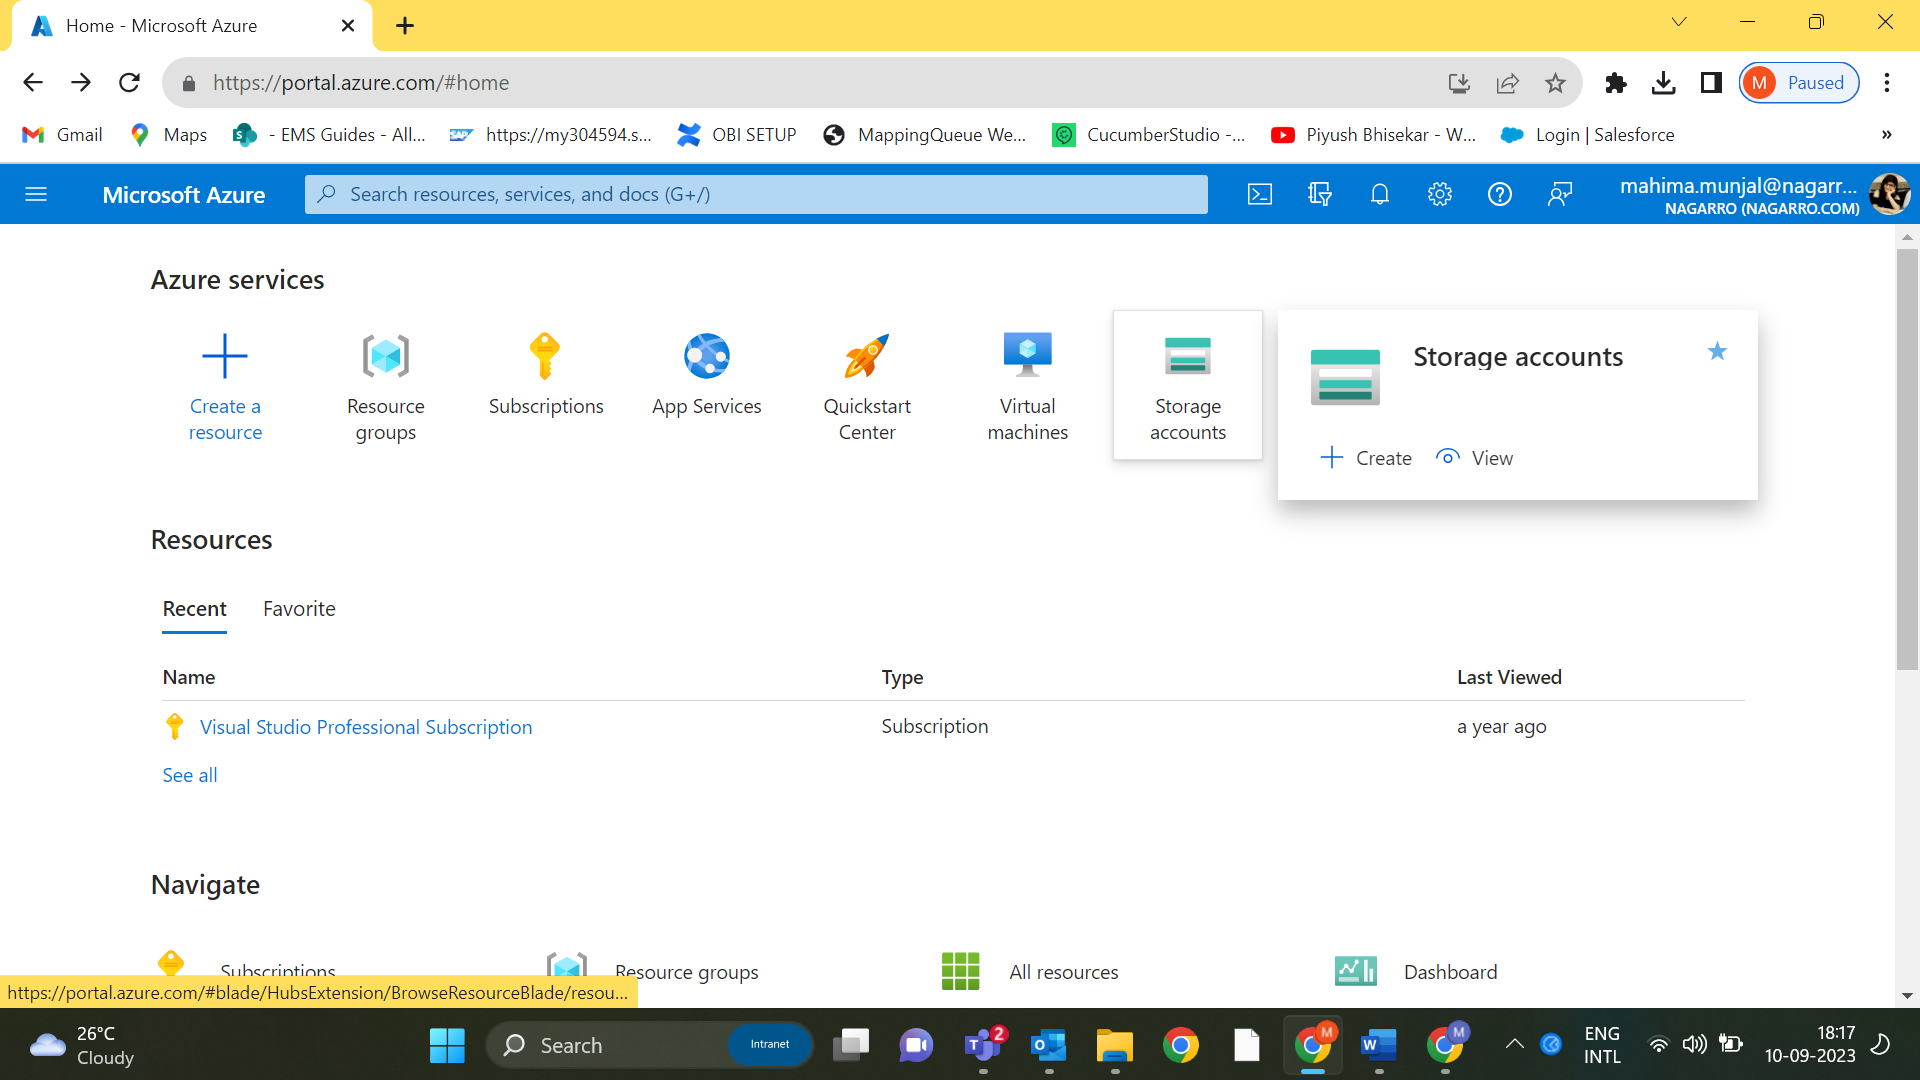 Home - Microsoft Azure
https://portal.azure.com/#home
M Paused
Gmail
Maps
- EMS Guides - All...
https://my304594.s...
OBI SETUP
MappingQueue We...
CucumberStudio -...
Piyush Bhisekar - W...
Login | Salesforce
»
Microsoft Azure
Search resources, services, and docs (G+/)
mahima.munjal@nagarr...
NAGARRO (NAGARRO.COM)
Azure services
Create a
resource
Resource
groups
Subscriptions
App Services
Quickstart
Center
Virtual
machines
Storage
accounts
Storage accounts
Create
View
Resources
Recent
Favorite
Name Type Last Viewed
Visual Studio Professional Subscription Subscription a year ago
See all
Navigate
Subscriptions
Resource groups
All resources
Dashboard
https://portal.azure.com/#blade/HubsExtension/BrowseResourceBlade/resou...
26°C
Cloudy
Search
Intranet
2
M
M
ENG
INTL
18:17
10-09-2023